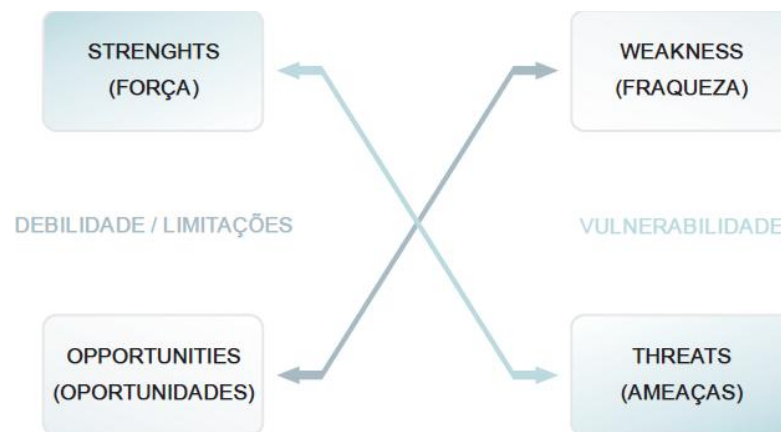 STRENGHTS
(FORÇA)
WEAKNESS
(FRAQUEZA)
DEBILIDADE / LIMITAÇÕES
VULNERABILIDADE
OPPORTUNITIES
(OPORTUNIDADES)
THREATS
(AMEAÇAS)